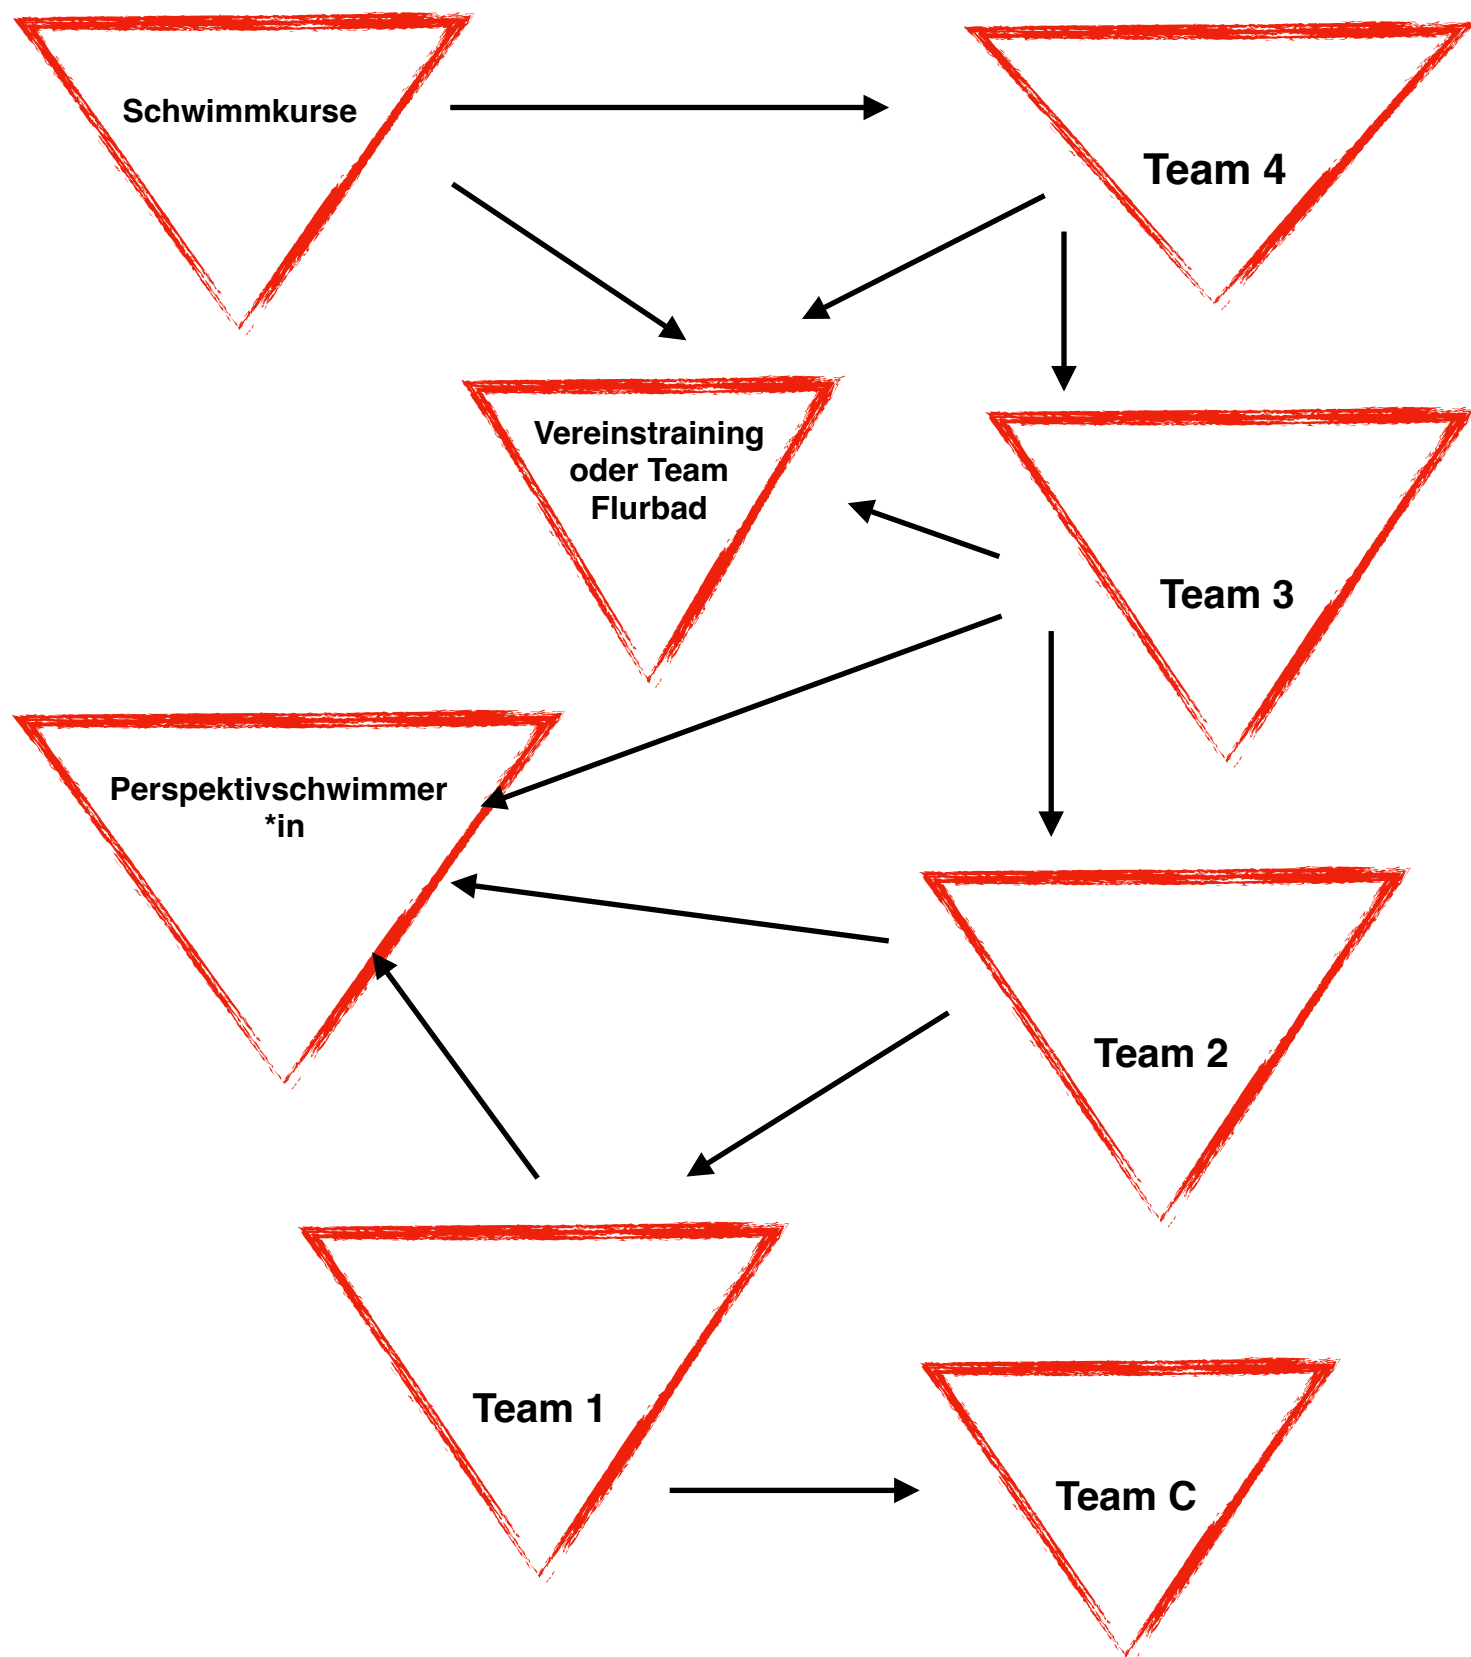 Schwimmkurse
Team 4
Vereinstraining
oder Team
Flurbad
Team 3
Perspektivschwimmer
*in
Team 2
Team 1
Team C